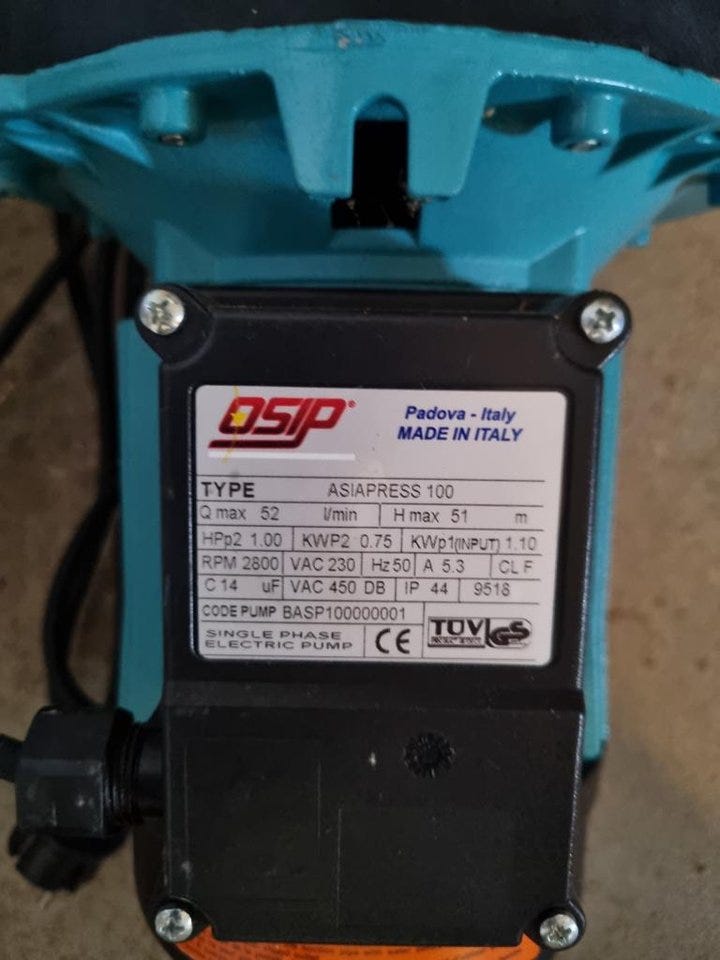 OSIP®
Padova - Italy
MADE IN ITALY
TYPE ASIAPRESS 100
Q max 52 l/min H max 51 m
HPp2 1.00 KWP2 0.75 KWp1(INPUT) 1.10
RPM 2800 VAC 230 Hz 50 A 5.3 CL F
C 14 uF VAC 450 DB IP 44 9518
CODE PUMP BASP100000001
SINGLE PHASE
ELECTRIC PUMP
CE
TÜV
GS